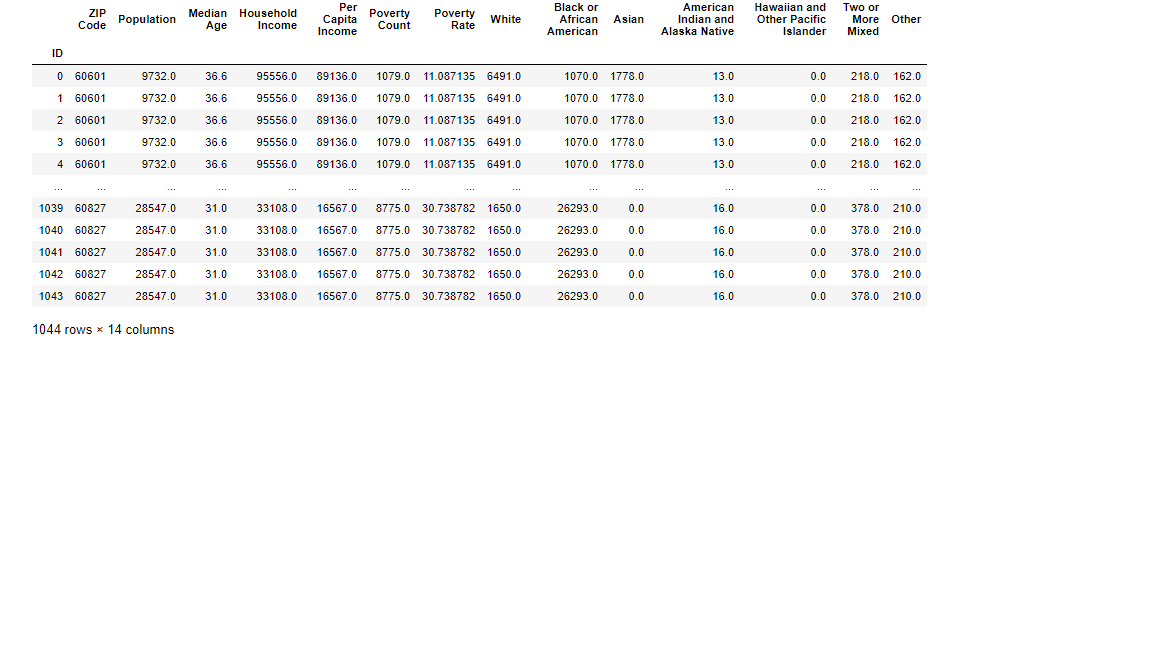 ZIP Code Population Median Age Household Income Per Capita Income Poverty Count Poverty Rate White Black or African American Asian American Indian and Alaska Native Hawaiian and Other Pacific Islander Two or More Mixed Other
ID
0 60601 9732.0 36.6 95556.0 89136.0 1079.0 11.087135 6491.0 1070.0 1778.0 13.0 0.0 218.0 162.0
1 60601 9732.0 36.6 95556.0 89136.0 1079.0 11.087135 6491.0 1070.0 1778.0 13.0 0.0 218.0 162.0
2 60601 9732.0 36.6 95556.0 89136.0 1079.0 11.087135 6491.0 1070.0 1778.0 13.0 0.0 218.0 162.0
3 60601 9732.0 36.6 95556.0 89136.0 1079.0 11.087135 6491.0 1070.0 1778.0 13.0 0.0 218.0 162.0
4 60601 9732.0 36.6 95556.0 89136.0 1079.0 11.087135 6491.0 1070.0 1778.0 13.0 0.0 218.0 162.0
... ... ... ... ... ... ... ... ... ... ... ... ... ... ...
1039 60827 28547.0 31.0 33108.0 16567.0 8775.0 30.738782 1650.0 26293.0 0.0 16.0 0.0 378.0 210.0
1040 60827 28547.0 31.0 33108.0 16567.0 8775.0 30.738782 1650.0 26293.0 0.0 16.0 0.0 378.0 210.0
1041 60827 28547.0 31.0 33108.0 16567.0 8775.0 30.738782 1650.0 26293.0 0.0 16.0 0.0 378.0 210.0
1042 60827 28547.0 31.0 33108.0 16567.0 8775.0 30.738782 1650.0 26293.0 0.0 16.0 0.0 378.0 210.0
1043 60827 28547.0 31.0 33108.0 16567.0 8775.0 30.738782 1650.0 26293.0 0.0 16.0 0.0 378.0 210.0
1044 rows × 14 columns